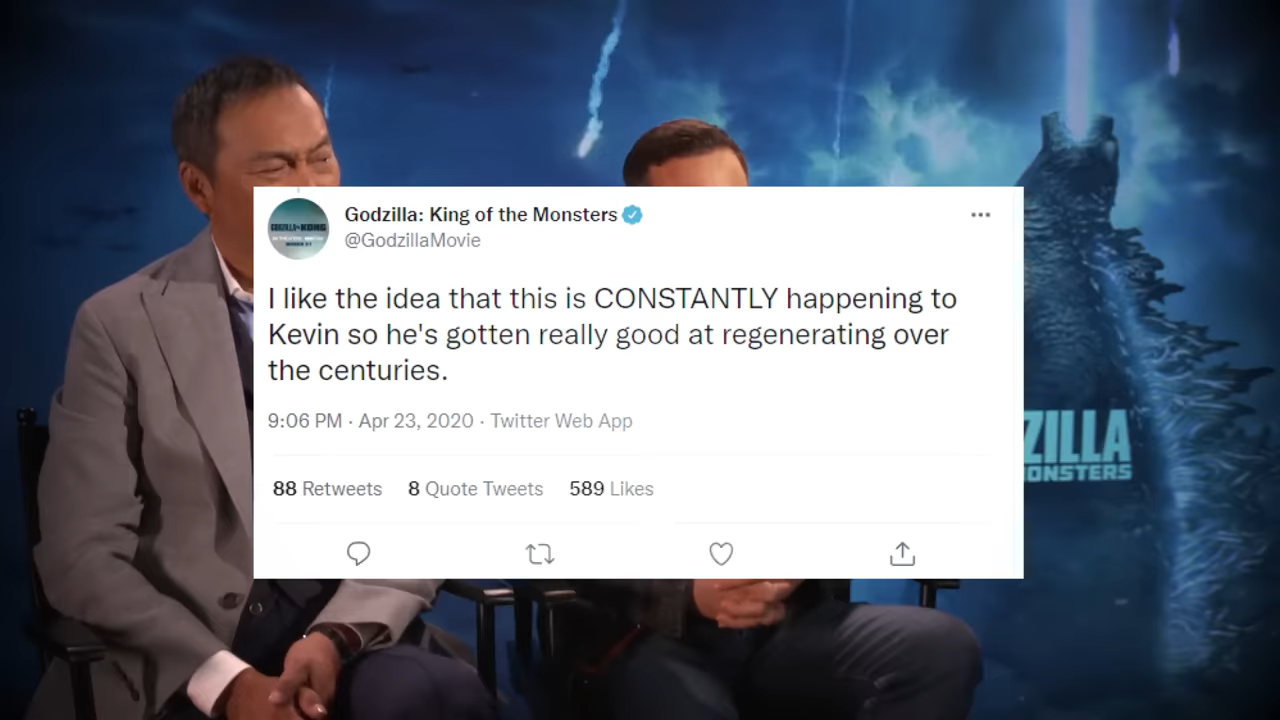 Godzilla: King of the Monsters
@GodzillaMovie
I like the idea that this is CONSTANTLY happening to
Kevin so he's gotten really good at regenerating over
the centuries.
9:06 PM · Apr 23, 2020 · Twitter Web App
88 Retweets 8 Quote Tweets 589 Likes
ZILLA
ONSTERS